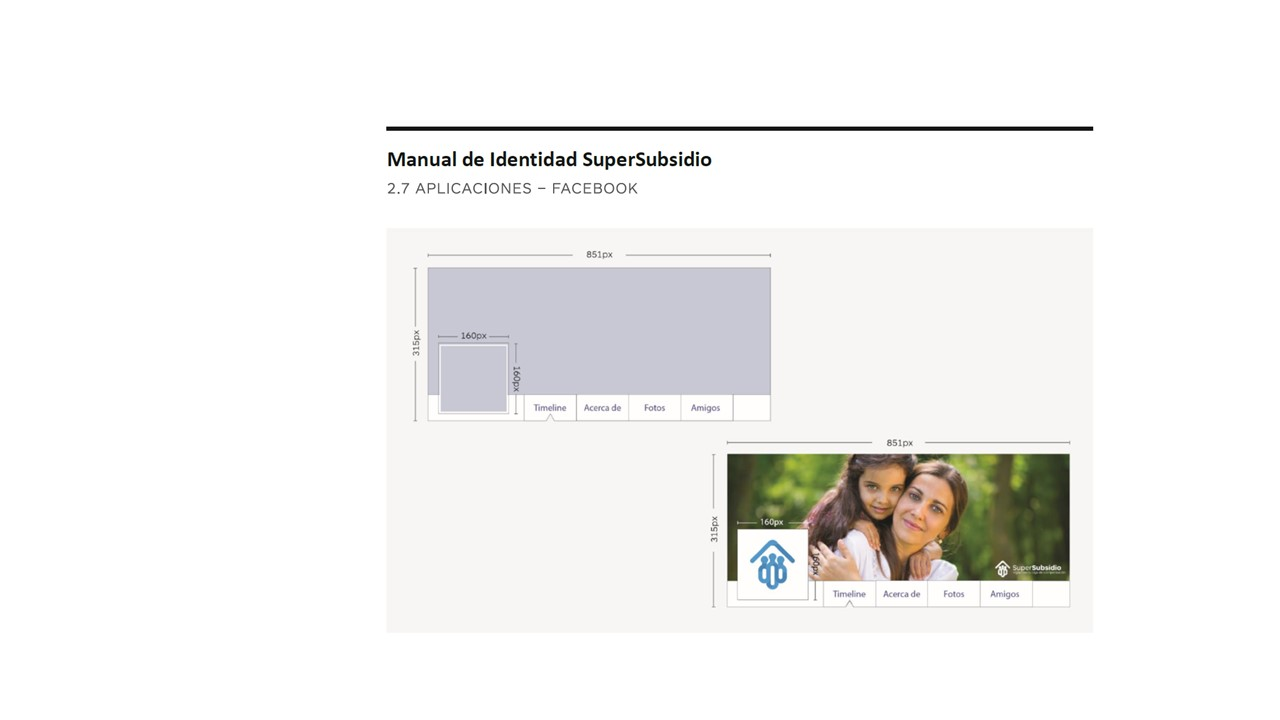 Manual de Identidad SuperSubsidio
2.7 APLICACIONES – FACEBOOK
851px
315px
160px
160px
Timeline Acerca de Fotos Amigos
851px
315px
160px
160px
SuperSubsidio
Timeline Acerca de Fotos Amigos